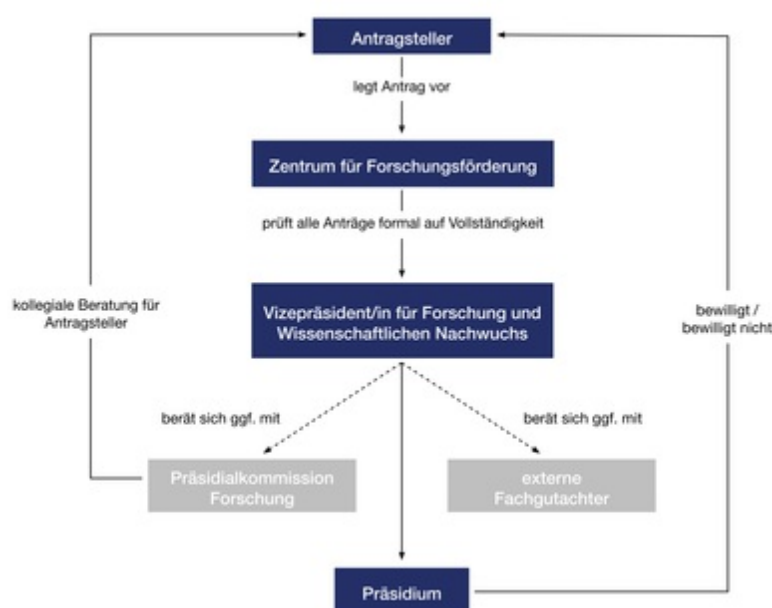 Antragsteller
legt Antrag vor
Zentrum für Forschungsförderung
prüft alle Anträge formal auf Vollständigkeit
Vizepräsident/in für Forschung und
Wissenschaftlichen Nachwuchs
kollegiale Beratung für
Antragsteller
bewilligt /
bewilligt nicht
berät sich ggf. mit
berät sich ggf. mit
Präsidialkommission
Forschung
externe
Fachgutachter
Präsidium